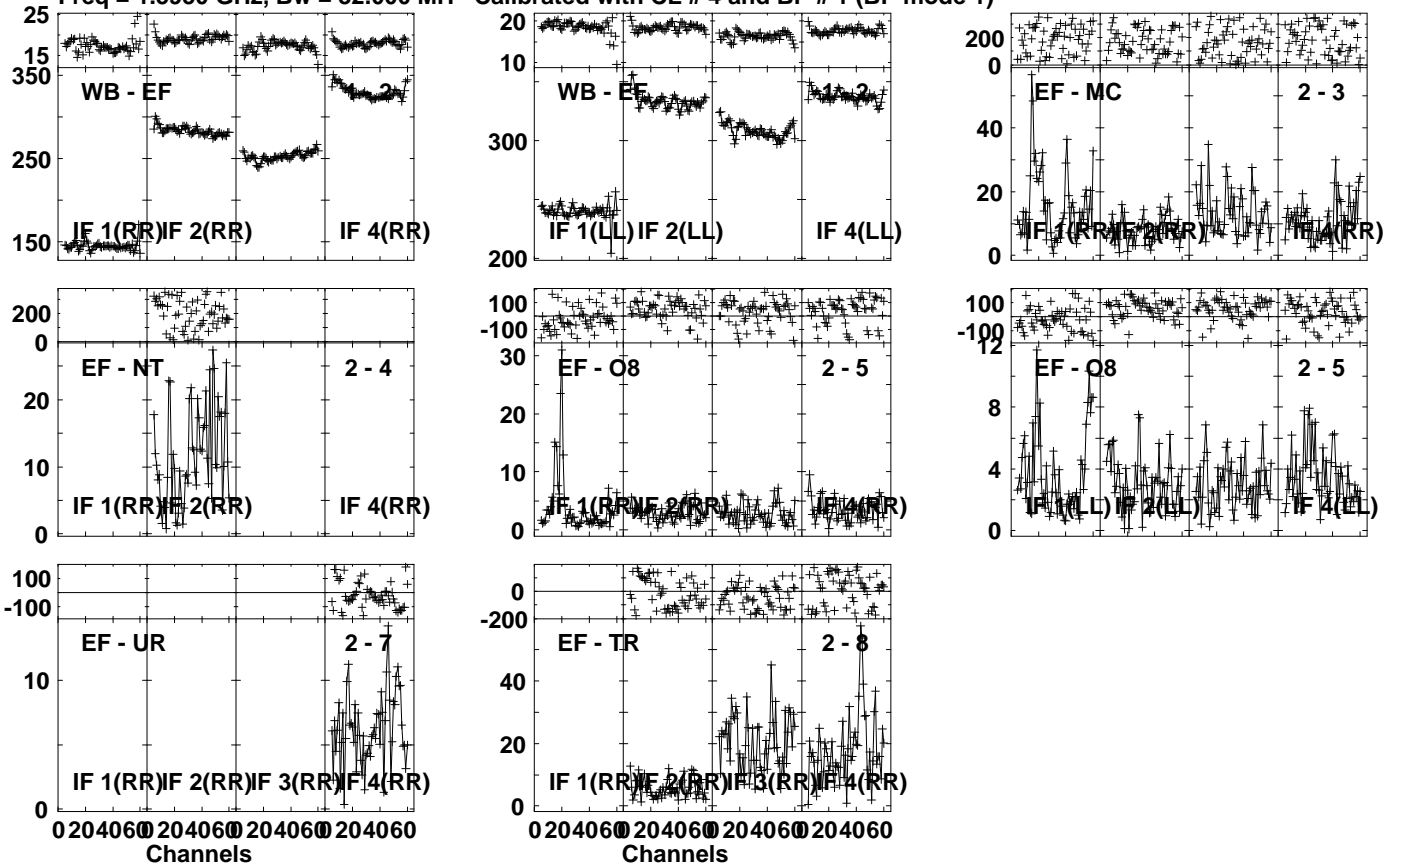 25
15
350
250
150
WB - EF 1 - 2
IF 1(RR) IF 2(RR) IF 4(RR)
20
10
300
200
WB - EF 1 - 2
IF 1(LL) IF 2(LL) IF 4(LL)
200
0
40
20
0
EF - MC 2 - 3
IF 1(RR) IF 2(RR) IF 4(RR)
200
0
20
10
0
EF - NT 2 - 4
IF 1(RR) IF 2(RR) IF 4(RR)
100
-100
30
20
10
0
EF - O8 2 - 5
IF 1(RR) IF 2(RR) IF 4(RR)
100
-100
12
8
4
0
EF - O8 2 - 5
IF 1(LL) IF 2(LL) IF 4(LL)
100
-100
10
0
EF - UR 2 - 7
IF 1(RR) IF 2(RR) IF 3(RR) IF 4(RR)
0 20 40 60 0 20 40 60 0 20 40 60 0 20 40 60
Channels
0
-200
40
20
0
EF - TR 2 - 8
IF 1(RR) IF 2(RR) IF 3(RR) IF 4(RR)
0 20 40 60 0 20 40 60 0 20 40 60 0 20 40 60
Channels